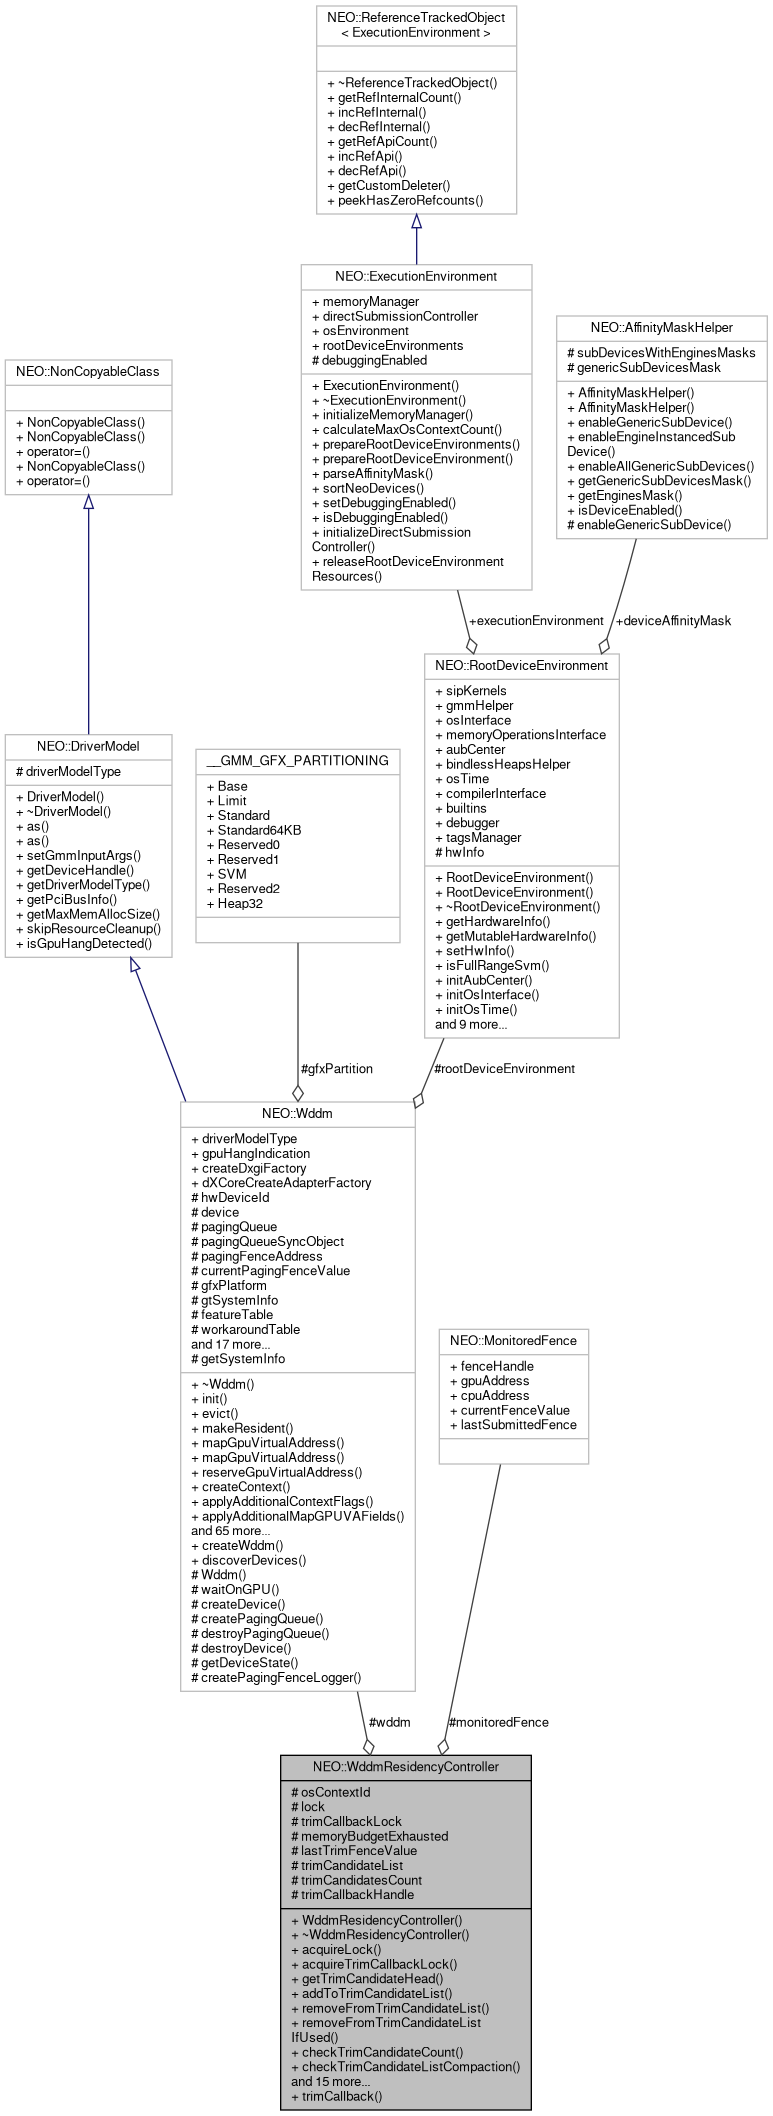 NEO::ReferenceTrackedObject
< ExecutionEnvironment >
+ ~ReferenceTrackedObject()
+ getRefInternalCount()
+ incRefInternal()
+ decRefInternal()
+ getRefApiCount()
+ incRefApi()
+ decRefApi()
+ getCustomDeleter()
+ peekHasZeroRefcounts()
NEO::ExecutionEnvironment
+ memoryManager
+ directSubmissionController
+ osEnvironment
+ rootDeviceEnvironments
# debuggingEnabled
+ ExecutionEnvironment()
+ ~ExecutionEnvironment()
+ initializeMemoryManager()
+ calculateMaxOsContextCount()
+ prepareRootDeviceEnvironments()
+ prepareRootDeviceEnvironment()
+ parseAffinityMask()
+ sortNeoDevices()
+ setDebuggingEnabled()
+ isDebuggingEnabled()
+ initializeDirectSubmission
Controller()
+ releaseRootDeviceEnvironment
Resources()
NEO::AffinityMaskHelper
# subDevicesWithEnginesMasks
# genericSubDevicesMask
+ AffinityMaskHelper()
+ AffinityMaskHelper()
+ enableGenericSubDevice()
+ enableEngineInstancedSub
Device()
+ enableAllGenericSubDevices()
+ getGenericSubDevicesMask()
+ getEnginesMask()
+ isDeviceEnabled()
# enableGenericSubDevice()
NEO::NonCopyableClass
+ NonCopyableClass()
+ NonCopyableClass()
+ operator=()
+ NonCopyableClass()
+ operator=()
+executionEnvironment
+deviceAffinityMask
NEO::RootDeviceEnvironment
+ sipKernels
+ gmmHelper
+ osInterface
+ memoryOperationsInterface
+ aubCenter
+ bindlessHeapsHelper
+ osTime
+ compilerInterface
+ builtins
+ debugger
+ tagsManager
# hwInfo
+ RootDeviceEnvironment()
+ RootDeviceEnvironment()
+ ~RootDeviceEnvironment()
+ getHardwareInfo()
+ getMutableHardwareInfo()
+ setHwInfo()
+ isFullRangeSvm()
+ initAubCenter()
+ initOsInterface()
+ initOsTime()
and 9 more...
NEO::DriverModel
# driverModelType
+ DriverModel()
+ ~DriverModel()
+ as()
+ as()
+ setGmmInputArgs()
+ getDeviceHandle()
+ getDriverModelType()
+ getPciBusInfo()
+ getMaxMemAllocSize()
+ skipResourceCleanup()
+ isGpuHangDetected()
__GMM_GFX_PARTITIONING
+ Base
+ Limit
+ Standard
+ Standard64KB
+ Reserved0
+ Reserved1
+ SVM
+ Reserved2
+ Heap32
#gfxPartition
#rootDeviceEnvironment
NEO::Wddm
+ driverModelType
+ gpuHangIndication
+ createDxgiFactory
+ dXCoreCreateAdapterFactory
# hwDeviceId
# device
# pagingQueue
# pagingQueueSyncObject
# pagingFenceAddress
# currentPagingFenceValue
# gfxPlatform
# gtSystemInfo
# featureTable
# workaroundTable
and 17 more...
# getSystemInfo
+ ~Wddm()
+ init()
+ evict()
+ makeResident()
+ mapGpuVirtualAddress()
+ mapGpuVirtualAddress()
+ reserveGpuVirtualAddress()
+ createContext()
+ applyAdditionalContextFlags()
+ applyAdditionalMapGPUVAFields()
and 65 more...
+ createWddm()
+ discoverDevices()
# Wddm()
# waitOnGPU()
# createDevice()
# createPagingQueue()
# destroyPagingQueue()
# destroyDevice()
# getDeviceState()
# createPagingFenceLogger()
NEO::MonitoredFence
+ fenceHandle
+ gpuAddress
+ cpuAddress
+ currentFenceValue
+ lastSubmittedFence
#wddm
#monitoredFence
NEO::WddmResidencyController
# osContextId
# lock
# trimCallbackLock
# memoryBudgetExhausted
# lastTrimFenceValue
# trimCandidateList
# trimCandidatesCount
# trimCallbackHandle
+ WddmResidencyController()
+ ~WddmResidencyController()
+ acquireLock()
+ acquireTrimCallbackLock()
+ getTrimCandidateHead()
+ addToTrimCandidateList()
+ removeFromTrimCandidateList()
+ removeFromTrimCandidateList
IfUsed()
+ checkTrimCandidateCount()
+ checkTrimCandidateListCompaction()
and 15 more...
+ trimCallback()